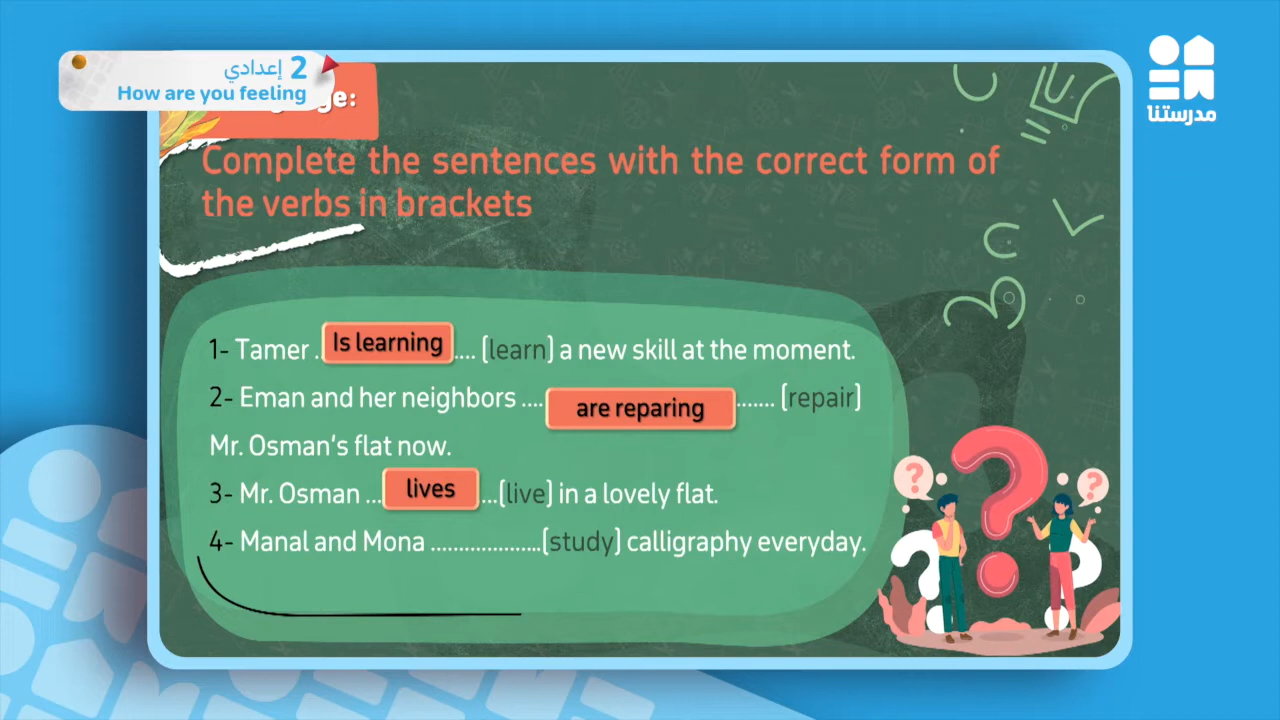 2 إعدادي
How are you feeling
ge:
مدرستنا
Complete the sentences with the correct form of
the verbs in brackets
1- Tamer . Is learning .... (learn) a new skill at the moment.
2- Eman and her neighbors .... are reparing ....... (repair)
Mr. Osman's flat now.
3- Mr. Osman ... lives ...(live) in a lovely flat.
4- Manal and Mona ...................(study) calligraphy everyday.